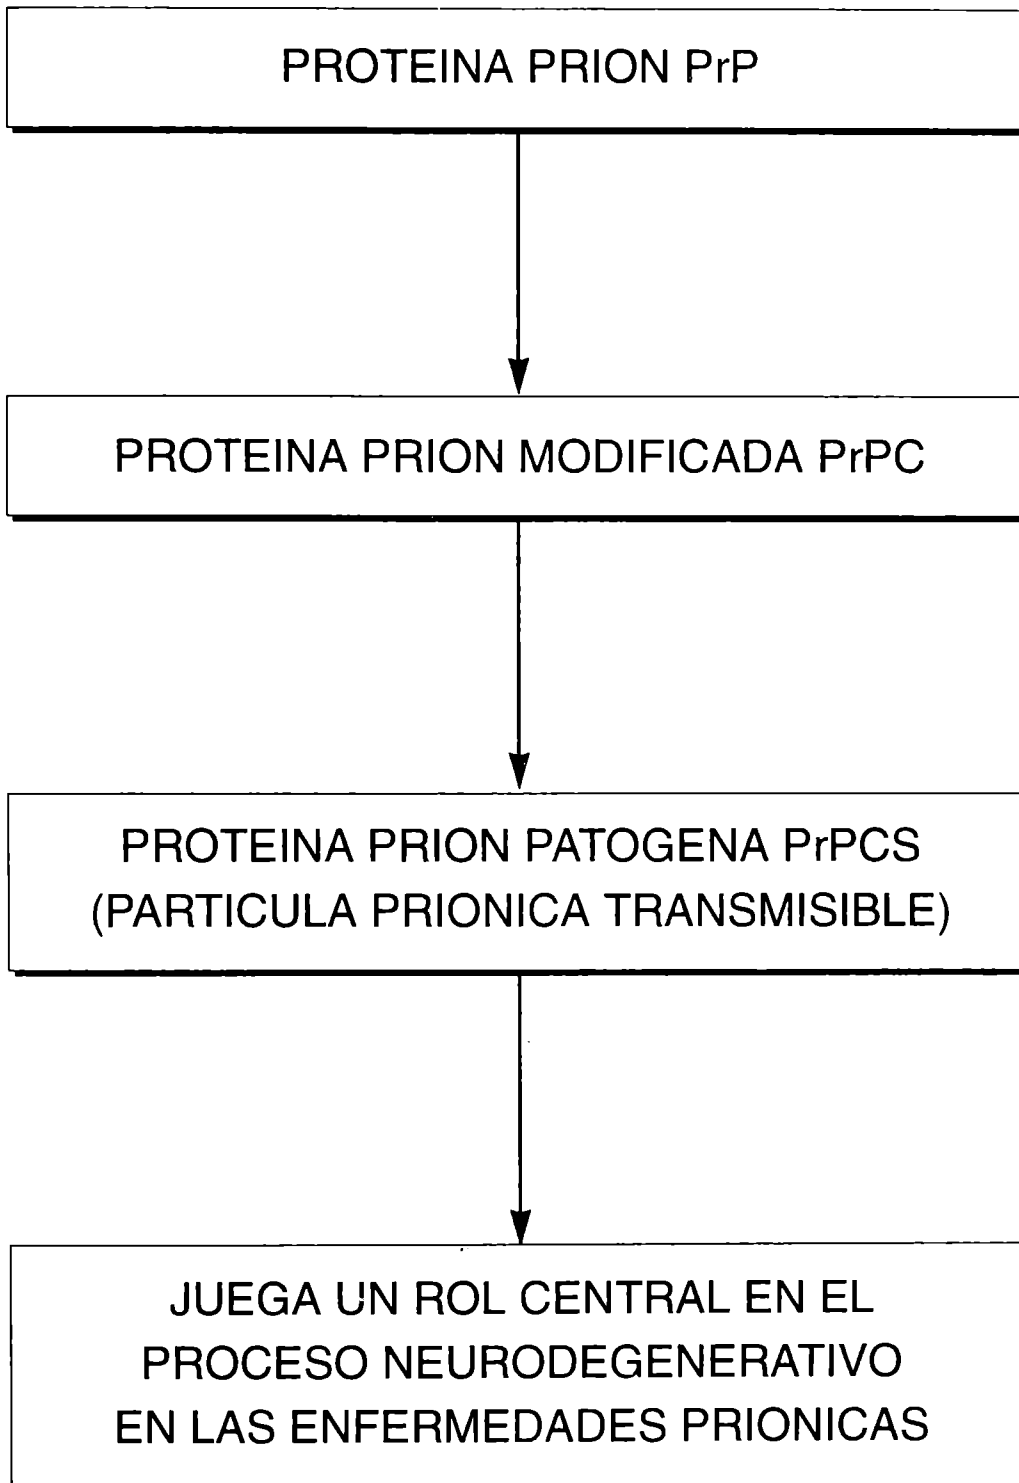 PROTEINA PRION PrP
PROTEINA PRION MODIFICADA PrPC
PROTEINA PRION PATOGENA PrPCS
(PARTICULA PRIONICA TRANSMISIBLE)
JUEGA UN ROL CENTRAL EN EL
PROCESO NEURODEGENERATIVO
EN LAS ENFERMEDADES PRIONICAS